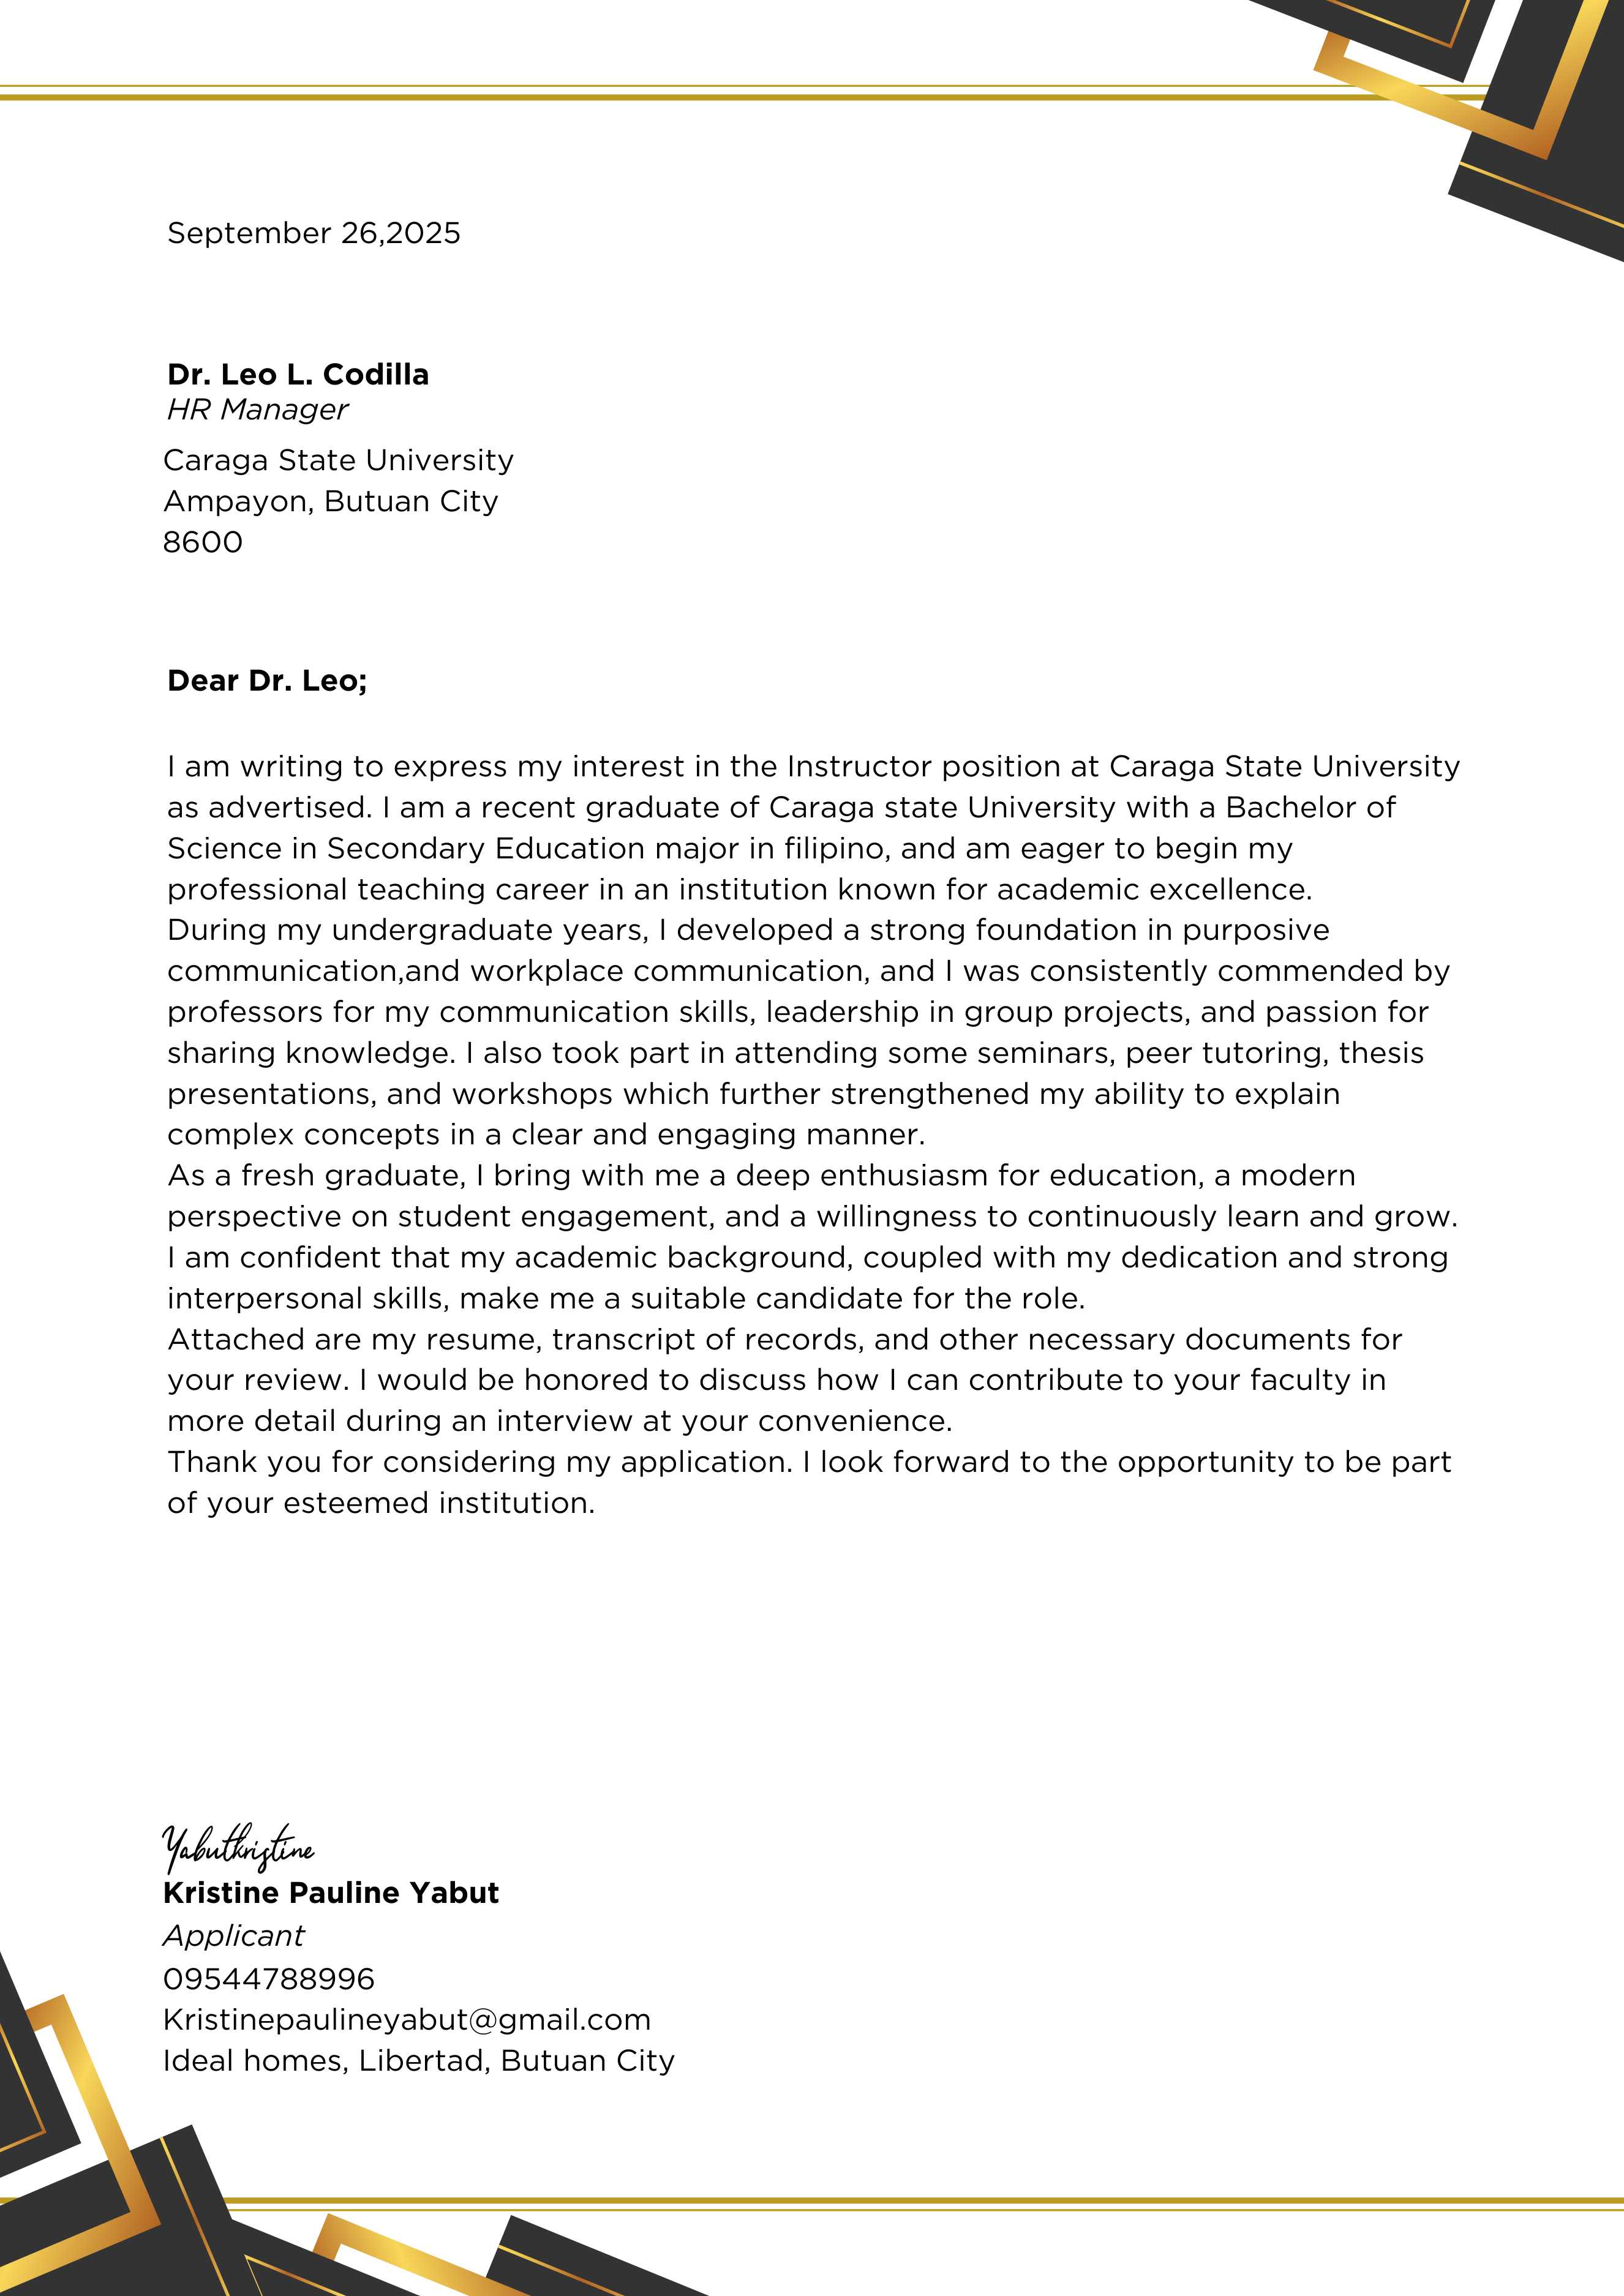 September 26,2025
Dr. Leo L. Codilla
HR Manager
Caraga State University
Ampayon, Butuan City
8600
Dear Dr. Leo;
I am writing to express my interest in the Instructor position at Caraga State University
as advertised. I am a recent graduate of Caraga state University with a Bachelor of
Science in Secondary Education major in filipino, and am eager to begin my
professional teaching career in an institution known for academic excellence.
During my undergraduate years, I developed a strong foundation in purposive
communication,and workplace communication, and I was consistently commended by
professors for my communication skills, leadership in group projects, and passion for
sharing knowledge. I also took part in attending some seminars, peer tutoring, thesis
presentations, and workshops which further strengthened my ability to explain
complex concepts in a clear and engaging manner.
As a fresh graduate, I bring with me a deep enthusiasm for education, a modern
perspective on student engagement, and a willingness to continuously learn and grow.
I am confident that my academic background, coupled with my dedication and strong
interpersonal skills, make me a suitable candidate for the role.
Attached are my resume, transcript of records, and other necessary documents for
your review. I would be honored to discuss how I can contribute to your faculty in
more detail during an interview at your convenience.
Thank you for considering my application. I look forward to the opportunity to be part
of your esteemed institution.
Yabutkristine
Kristine Pauline Yabut
Applicant
09544788996
Kristinepaulineyabut@gmail.com
Ideal homes, Libertad, Butuan City